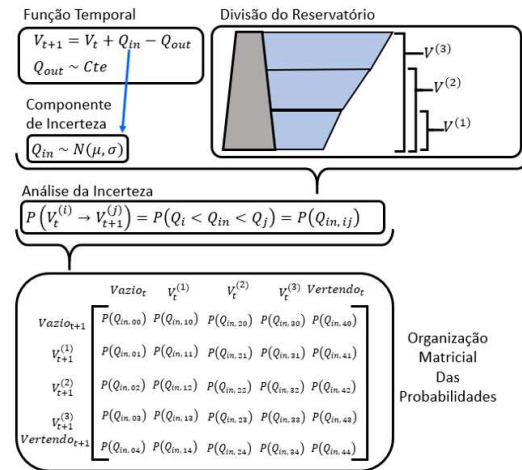 Função Temporal
V_{t+1} = V_t + Q_{in} − Q_{out}
Q_{out} ~ Cte
Componente
de Incerteza
Q_{in} ~ N(μ, σ)
Divisão do Reservatório
V^{(3)}
V^{(2)}
V^{(1)}
Análise da Incerteza
P(V_t^{(i)} → V_{t+1}^{(j)}) = P(Q_i < Q_{in} < Q_j) = P(Q_{in,ij})
Vazio_t V_t^{(1)} V_t^{(2)} V_t^{(3)} Vertendo_t
Vazio_{t+1} P(Q_{in,00}) P(Q_{in,10}) P(Q_{in,20}) P(Q_{in,30}) P(Q_{in,40})
V_{t+1}^{(1)} P(Q_{in,01}) P(Q_{in,11}) P(Q_{in,21}) P(Q_{in,31}) P(Q_{in,41})
V_{t+1}^{(2)} P(Q_{in,02}) P(Q_{in,12}) P(Q_{in,22}) P(Q_{in,32}) P(Q_{in,42})
V_{t+1}^{(3)} P(Q_{in,03}) P(Q_{in,13}) P(Q_{in,23}) P(Q_{in,33}) P(Q_{in,43})
Vertendo_{t+1} P(Q_{in,04}) P(Q_{in,14}) P(Q_{in,24}) P(Q_{in,34}) P(Q_{in,44})
Organização
Matricial
Das
Probabilidades